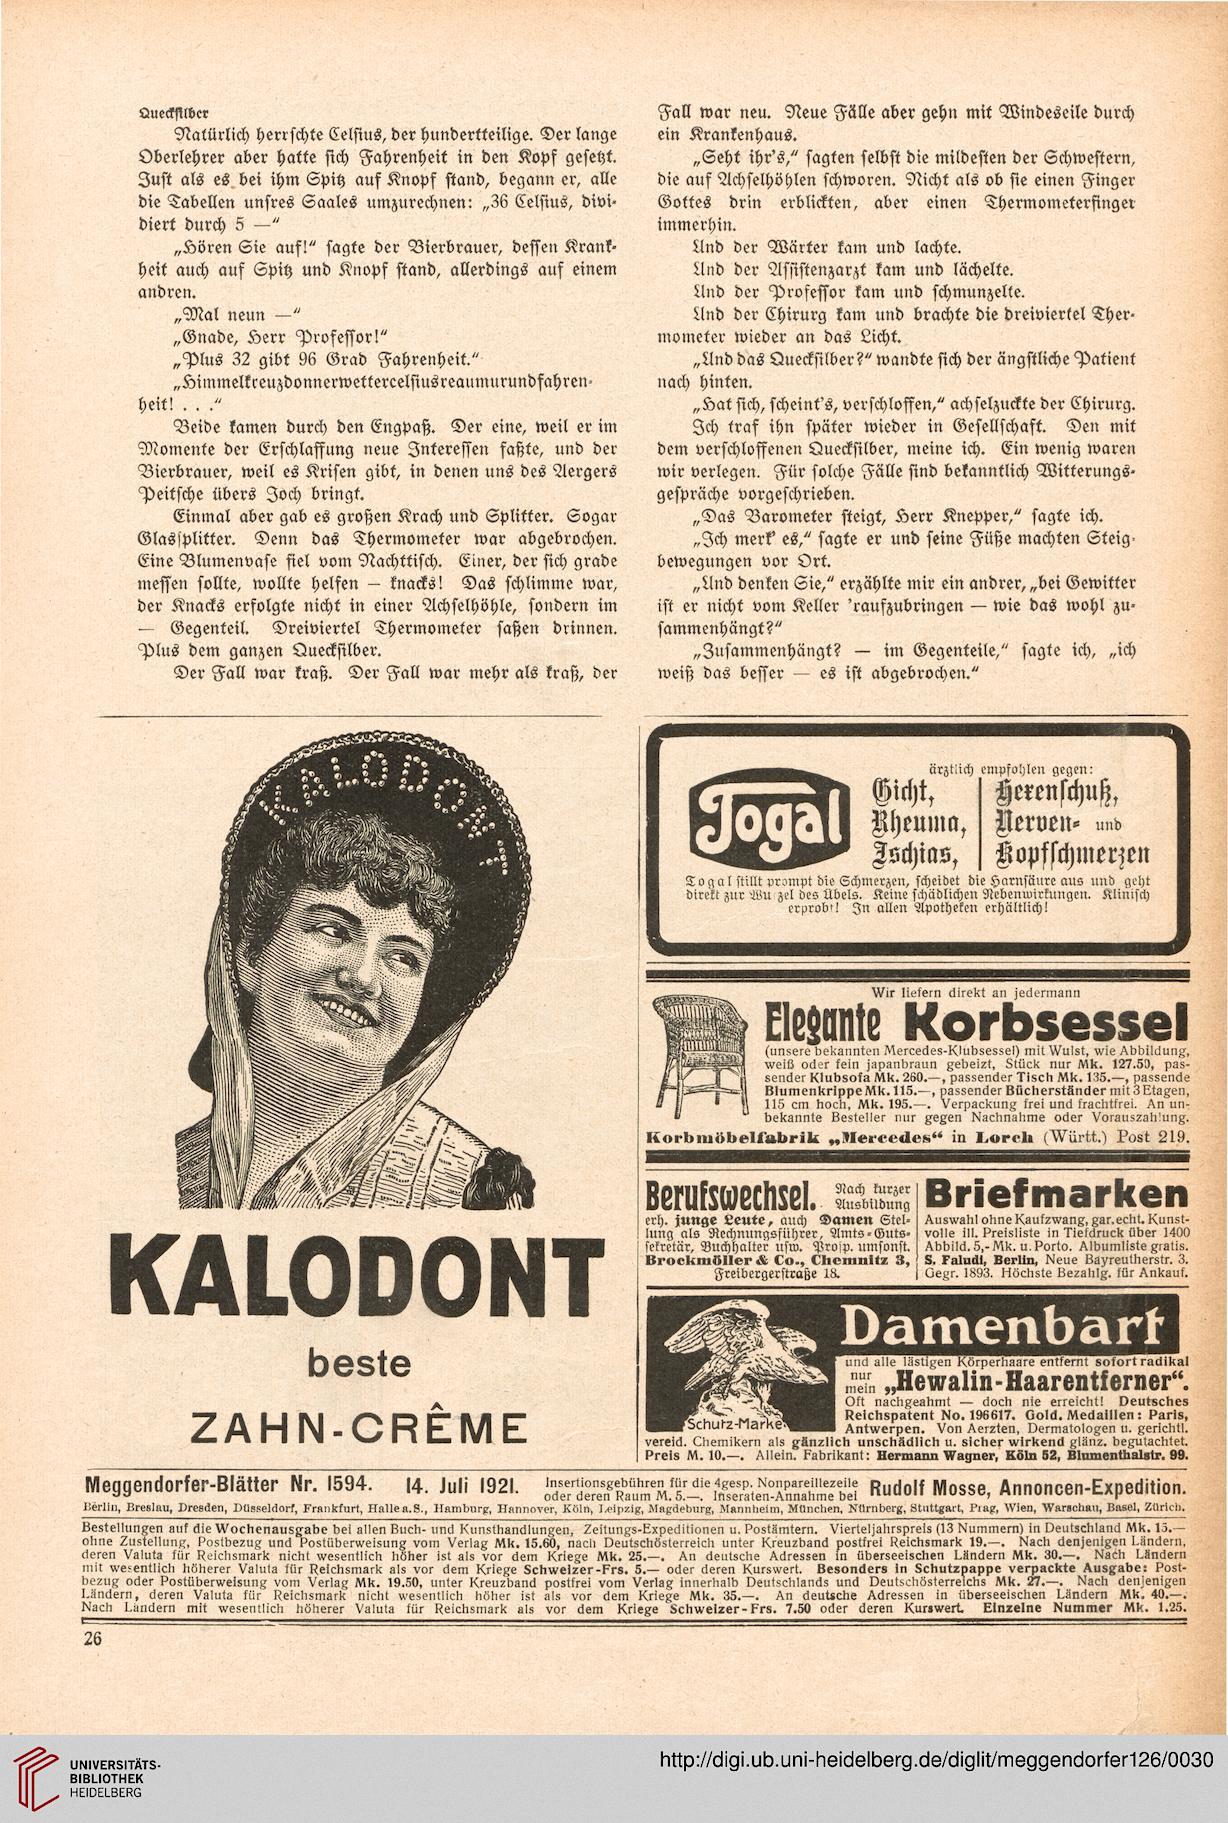 Quecksilber
Natürlich herrschte Celsius, der hundertteilige. Der lange
Oberlehrer aber hatte sich Fahrenheit in den Kopf gesetzt.
Just als es bei ihm Spitz auf Knopf stand, begann er, alle
die Tabellen unsres Saales umzurechnen: „36 Celsius, divi-
diert durch 5 —“
„Hören Sie auf!“ sagte der Bierbrauer, dessen Krank-
heit auch auf Spitz und Knopf stand, allerdings auf einem
andren.
„Mal neun —“
„Gnade, Herr Professor!“
„Plus 32 gibt 96 Grad Fahrenheit.“
„Himmelkreuzdonnerwettercelsiusreaumurundfahren-
heit! . . .“
Beide kamen durch den Engpaß. Der eine, weil er im
Momente der Erschlaffung neue Interessen faßte, und der
Bierbrauer, weil es Krisen gibt, in denen uns des Aergers
Peitsche übers Joch bringt.
Einmal aber gab es großen Krach und Splitter. Sogar
Glassplitter. Denn das Thermometer war abgebrochen.
Eine Blumenvase fiel vom Nachttisch. Einer, der sich grade
messen sollte, wollte helfen — knacks! Das schlimme war,
der Knacks erfolgte nicht in einer Achselhöhle, sondern im
— Gegenteil. Dreiviertel Thermometer saßen drinnen.
Plus dem ganzen Quecksilber.
Der Fall war kraß. Der Fall war mehr als kraß, der
Fall war neu. Neue Fälle aber gehn mit Windeseile durch
ein Krankenhaus.
„Seht ihr's,“ sagten selbst die mildesten der Schwestern,
die auf Achselhöhlen schworen. Nicht als ob sie einen Finger
Gottes drin erblickten, aber einen Thermometerfinger
immerhin.
Und der Wärter kam und lachte.
Und der Assistenzarzt kam und lächelte.
Und der Professor kam und schmunzelte.
Und der Chirurg kam und brachte die dreiviertel Ther-
mometer wieder an das Licht.
„Und das Quecksilber?“ wandte sich der ängstliche Patient
nach hinten.
„Hat sich, scheint's, verschloffen,“ achselzuckte der Chirurg.
Ich traf ihn später wieder in Gesellschaft. Den mit
dem verschloffenen Quecksilber, meine ich. Ein wenig waren
wir verlegen. Für solche Fälle sind bekanntlich Witterungs-
gespräche vorgeschrieben.
„Das Barometer steigt, Herr Knepper,“ sagte ich.
„Ich merk' es,“ sagte er und seine Füße machten Steig-
bewegungen vor Ort.
„Und denken Sie,“ erzählte mir ein andrer, „bei Gewitter
ist er nicht vom Keller 'raufzubringen — wie das wohl zu-
sammenhängt?“
„Zusammenhängt? — im Gegenteile,“ sagte ich, „ich
weiß das besser — es ist abgebrochen.“
KALODONT
KALODONT
beste
ZAHN-CRÊME
Togal
ärztlich empfohlen gegen:
Gicht,
Rheuma,
Ischias,
Hexenschuß,
Nerven- und
Kopfschmerzen
Togal stillt prompt die Schmerzen, scheidet die Harnsäure aus und geht
direkt zur Wurzel des Übels. Keine schädlichen Nebenwirkungen. Klinisch
erprobt! In allen Apotheken erhältlich!
Wir liefern direkt an jedermann
Elegante Korbsessel
(unsere bekannten Mercedes-Klubsessel) mit Wulst, wie Abbildung,
weiß oder fein japanbraun gebeizt, Stück nur Mk. 127.50, pas-
sender Klubsofa Mk. 260.—, passender Tisch Mk. 135.—, passende
Blumenkrippe Mk. 115.—, passender Bücherständer mit 3 Etagen,
115 cm hoch, Mk. 195.—. Verpackung frei und frachtfrei. An un-
bekannte Besteller nur gegen Nachnahme oder Vorauszahlung.
Korbmöbelfabrik „Mercedes“ in Lorch (Württ.) Post 219.
Berufswechsel. Nach kurzer
Ausbildung
erh. junge Leute, auch Damen Stel-
lung als Rechnungsführer, Amts-Guts-
sekretär, Buchhalter usw. Prosp. umsonst.
Brockmöller & Co., Chemnitz 3,
Freibergerstraße 18.
Briefmarken
Auswahl ohne Kaufzwang, gar. echt. Kunst-
volle ill. Preisliste in Tiefdruck über 1400
Abbild. 5,- Mk. u. Porto. Albumliste gratis.
S. Faludi, Berlin, Neue Bayreutherstr. 3.
Gegr. 1893. Höchste Bezahlg. für Ankauf.
Schutz-Marke
Damenbart
und alle lästigen Körperhaare entfernt sofort radikal
nur mein „Hewalin-Haarentferner“.
Oft nachgeahmt — doch nie erreicht! Deutsches
Reichspatent No. 196617. Gold. Medaillen: Paris,
Antwerpen. Von Aerzten, Dermatologen u. gerichtl.
vereid. Chemikern als gänzlich unschädlich u. sicher wirkend glänz. begutachtet.
Preis M. 10.—. Allein. Fabrikant: Hermann Wagner, Köln 52, Blumenthalstr. 99.
Meggendorfer-Blätter Nr. 1594. 14. Juli 1921. Insertionsgebühren für die 4gesp. Nonpareillezeile
oder deren Raum M. 5.—. Inseraten-Annahme bei Rudolf Mosse, Annoncen-Expedition.
Berlin, Breslau, Dresden, Düsseldorf, Frankfurt, Halle a. S., Hamburg, Hannover, Köln, Leipzig, Magdeburg, Mannheim, München, Nürnberg, Stuttgart, Prag, Wien, Warschau, Basel, Zürich.
Bestellungen auf die Wochenausgabe bei allen Buch- und Kunsthandlungen, Zeitungs-Expeditionen u. Postämtern. Vierteljahrspreis (13 Nummern) in Deutschland Mk. 15.—
ohne Zustellung, Postbezug und Postüberweisung vom Verlag Mk. 15.60, nach Deutschösterreich unter Kreuzband postfrei Reichsmark 19.—. Nach denjenigen Ländern,
deren Valuta für Reichsmark nicht wesentlich höher ist als vor dem Kriege Mk. 25.—. An deutsche Adressen in überseeischen Ländern Mk. 30.—. Nach Ländern
mit wesentlich höherer Valuta für Reichsmark als vor dem Kriege Schweizer-Frs. 5.— oder deren Kurswert. Besonders in Schutzpappe verpackte Ausgabe: Post-
bezug oder Postüberweisung vom Verlag Mk. 19.50, unter Kreuzband postfrei vom Verlag innerhalb Deutschlands und Deutschösterreichs Mk. 27.—. Nach denjenigen
Ländern, deren Valuta für Reichsmark nicht wesentlich höher ist als vor dem Kriege Mk. 35.—. An deutsche Adressen in überseeischen Ländern Mk. 40.—.
Nach Ländern mit wesentlich höherer Valuta für Reichsmark als vor dem Kriege Schweizer-Frs. 7.50 oder deren Kurswert. Einzelne Nummer Mk. 1.25.
26
UNIVERSITÄTS-
BIBLIOTHEK
HEIDELBERG
http://digi.ub.uni-heidelberg.de/diglit/meggendorfer126/0030